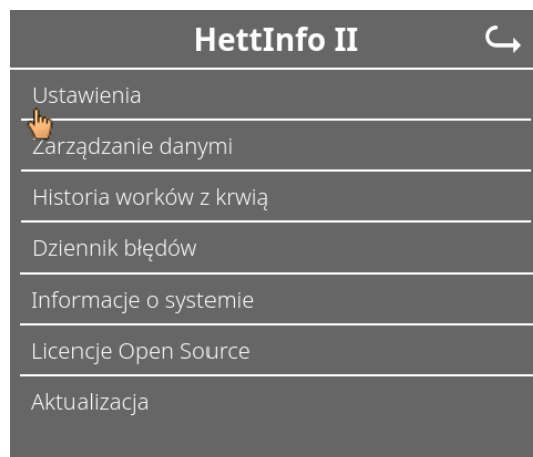 HettInfo II
Ustawienia
Zarządzanie danymi
Historia worków z krwią
Dziennik błędów
Informacje o systemie
Licencje Open Source
Aktualizacja